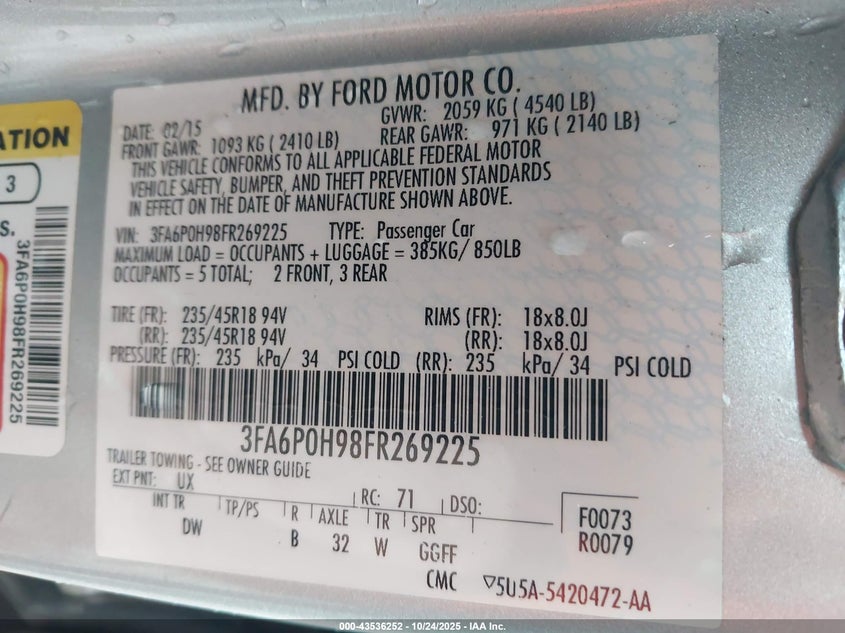 ATION
3
S.
3FA6P0H98FR269225
MFD. BY FORD MOTOR CO.
DATE: 02/15
GVWR: 2059 KG ( 4540 LB)
FRONT GAWR: 1093 KG ( 2410 LB)
REAR GAWR: 971 KG ( 2140 LB)
THIS VEHICLE CONFORMS TO ALL APPLICABLE FEDERAL MOTOR
VEHICLE SAFETY, BUMPER, AND THEFT PREVENTION STANDARDS
IN EFFECT ON THE DATE OF MANUFACTURE SHOWN ABOVE.
VIN: 3FA6P0H98FR269225 TYPE: Passenger Car
MAXIMUM LOAD = OCCUPANTS + LUGGAGE = 385KG/ 850LB
OCCUPANTS = 5 TOTAL; 2 FRONT, 3 REAR
TIRE (FR): 235/45R18 94V RIMS (FR): 18x8.0J
(RR): 235/45R18 94V (RR): 18x8.0J
PRESSURE (FR): 235 kPa/ 34 PSI COLD (RR): 235 kPa/ 34 PSI COLD
3FA6P0H98FR269225
TRAILER TOWING - SEE OWNER GUIDE
EXT PNT: UX RC: 71 DSO:
INT TR TP/PS R AXLE TR SPR
DW B 32 W GGFF
F0073
R0079
CMC ▽5U5A-5420472-AA
© 000-43536252 - 10/24/2025 - IAA Inc.